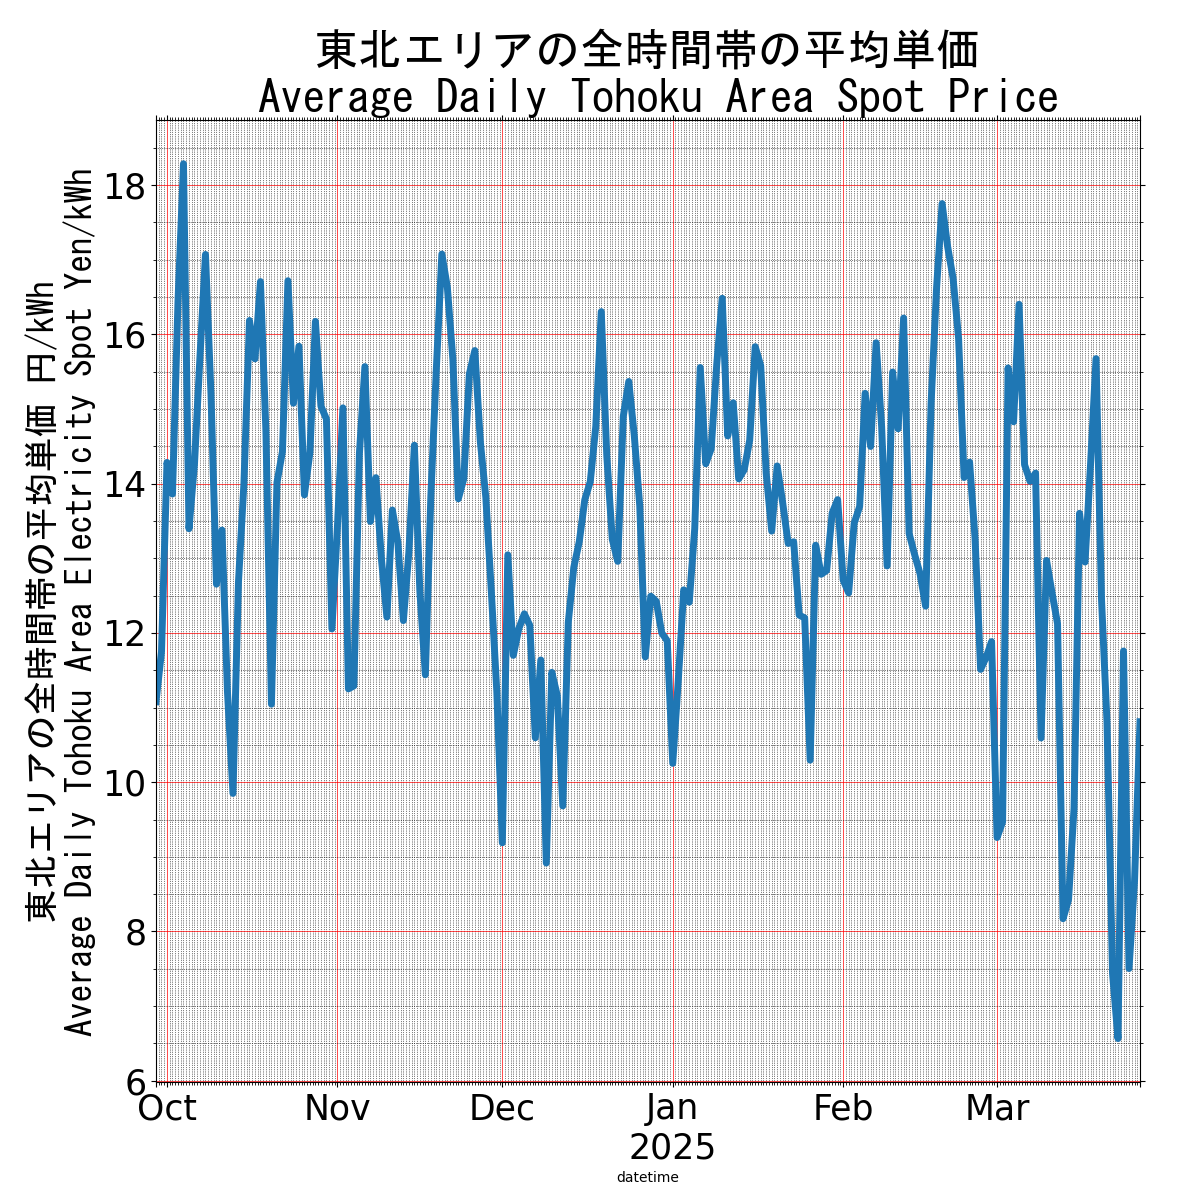 東北エリアの全時間帯の平均単価
Average Daily Tohoku Area Spot Price
東北エリアの全時間帯の平均単価 円/kWh
Average Daily Tohoku Area Electricity Spot Yen/kWh
18
16
14
12
10
8
6
Oct
Nov
Dec
Jan
Feb
Mar
2025
datetime